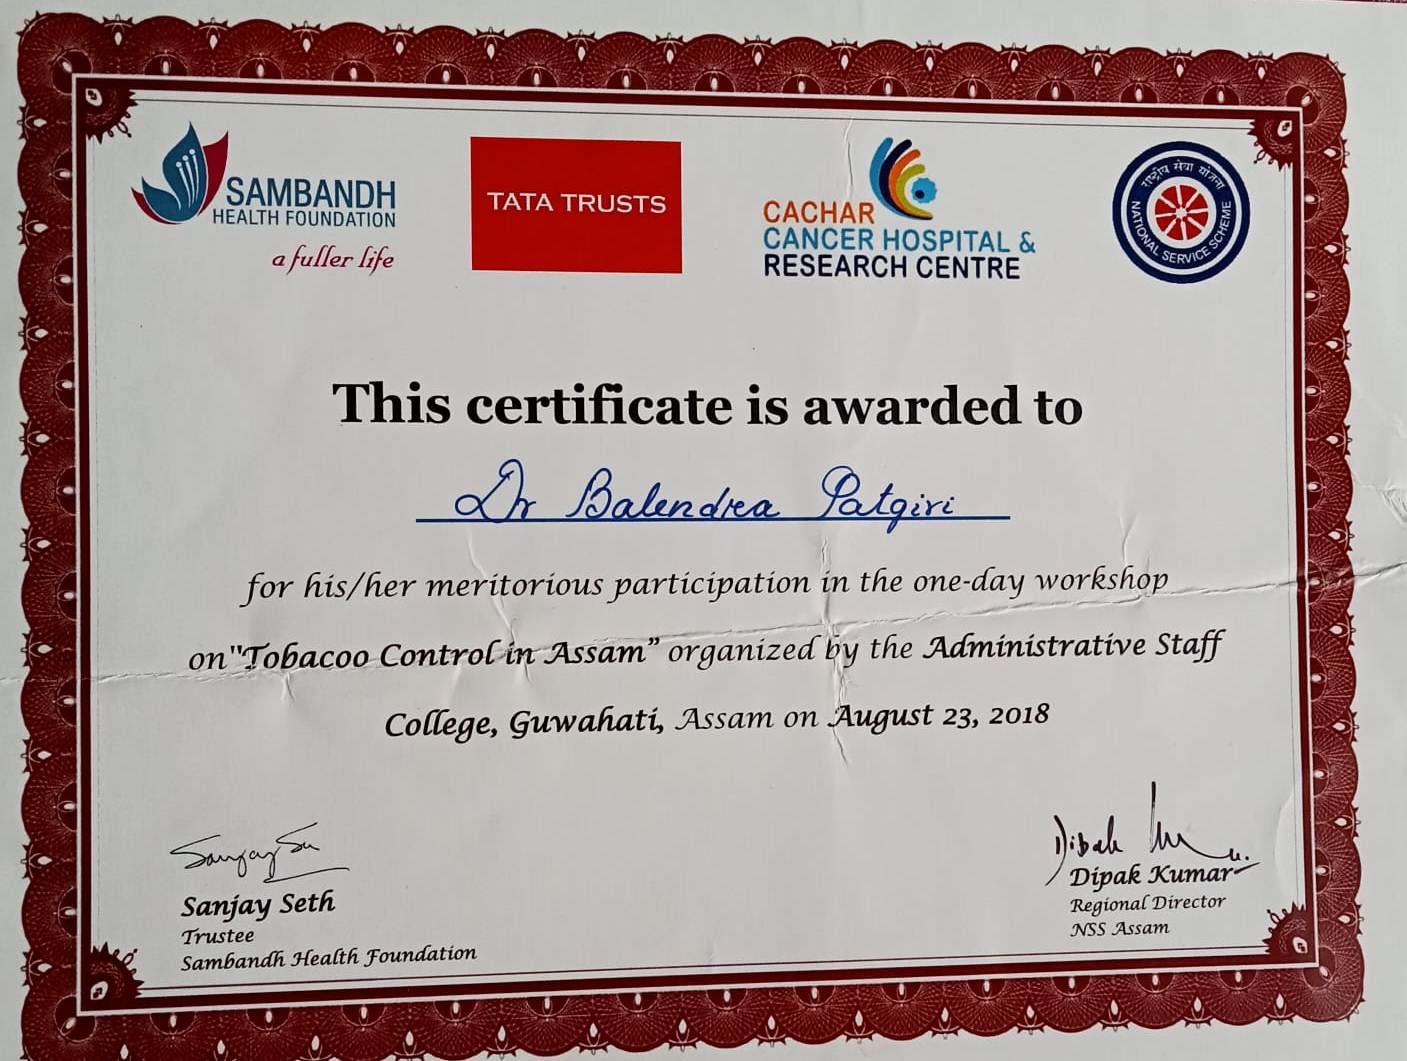 SAMBANDH
HEALTH FOUNDATION
a fuller life
TATA TRUSTS
CACHAR
CANCER HOSPITAL &
RESEARCH CENTRE
राष्ट्रीय सेवा योजना
NATIONAL SERVICE SCHEME
This certificate is awarded to
Dr Balendra Patgiri
for his/her meritorious participation in the one-day workshop
on "Tobacoo Control in Assam” organized by the Administrative Staff
College, Guwahati, Assam on August 23, 2018
Sanjay Seth
Trustee
Sambandh Health Foundation
Dipak Kumar
Dipak Kumar
Regional Director
NSS Assam